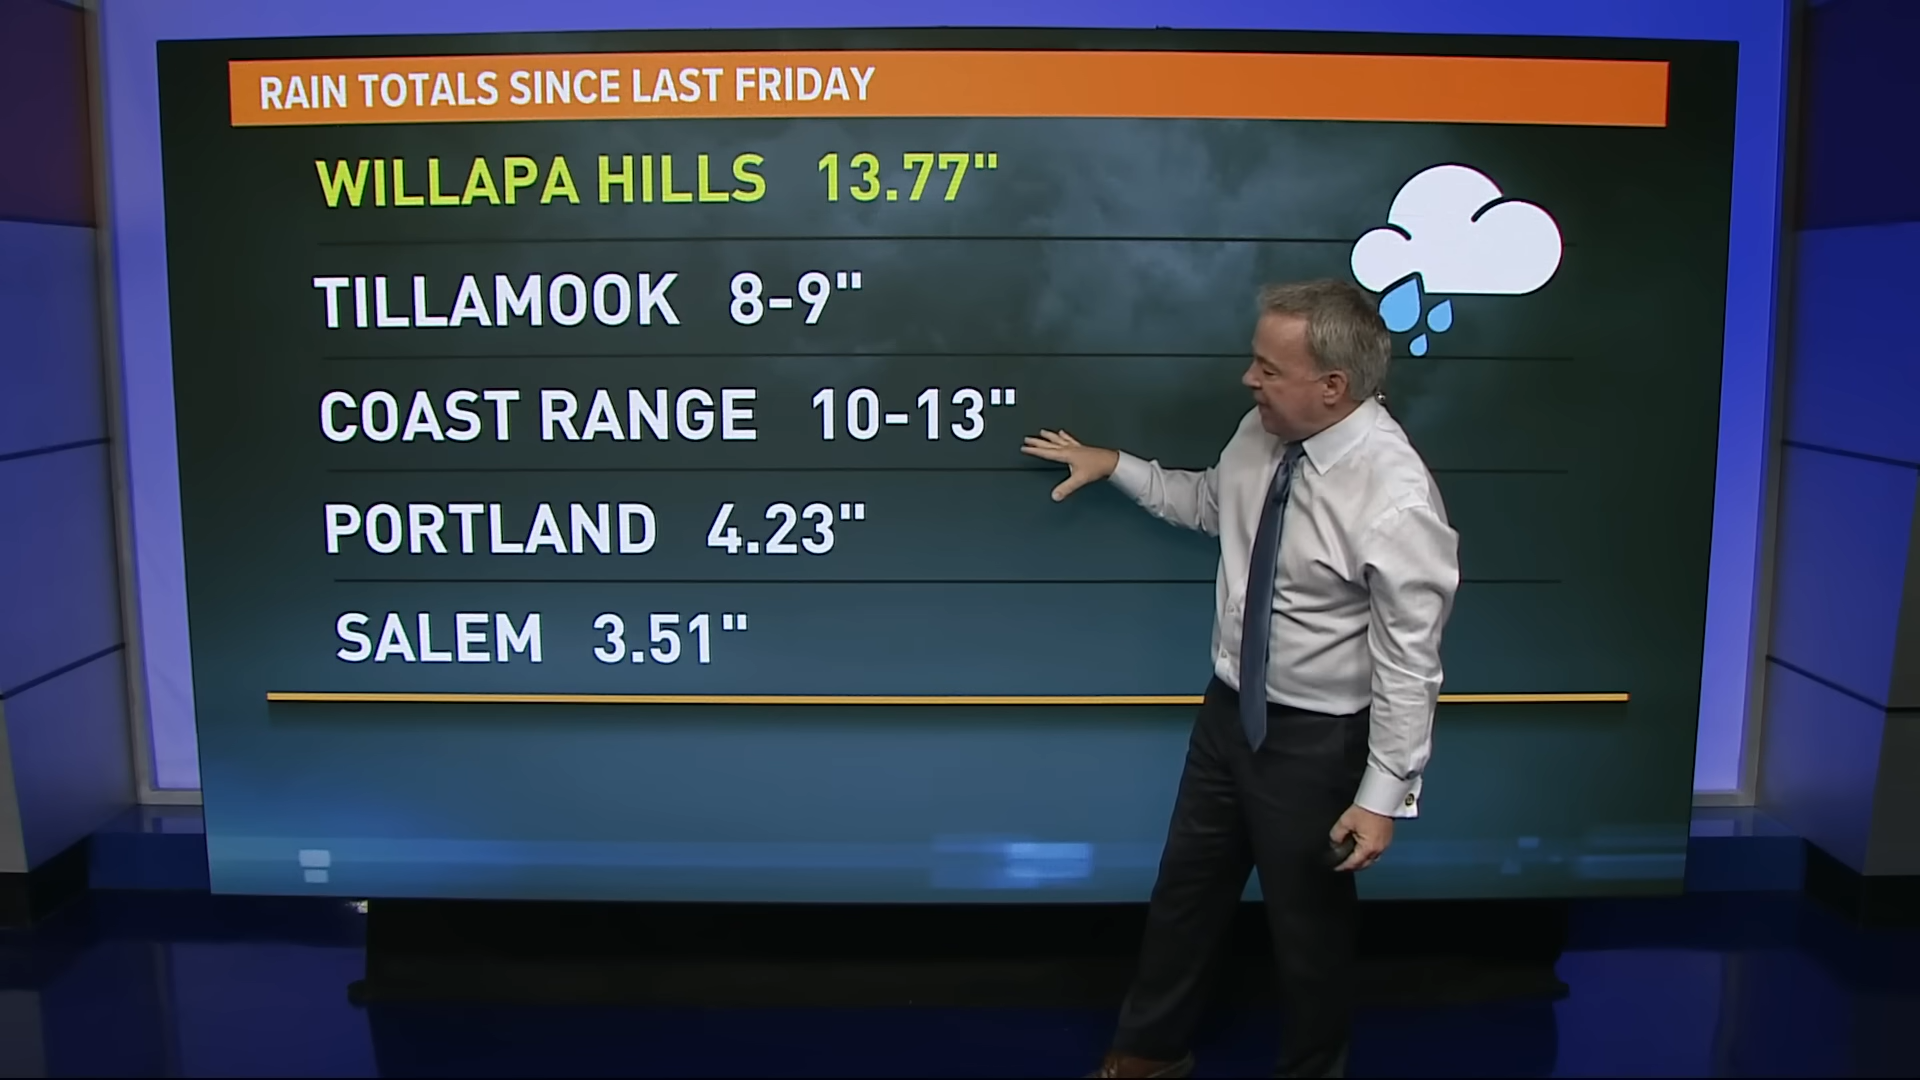 RAIN TOTALS SINCE LAST FRIDAY
WILLAPA HILLS 13.77"
TILLAMOOK 8-9"
COAST RANGE 10-13"
PORTLAND 4.23"
SALEM 3.51"